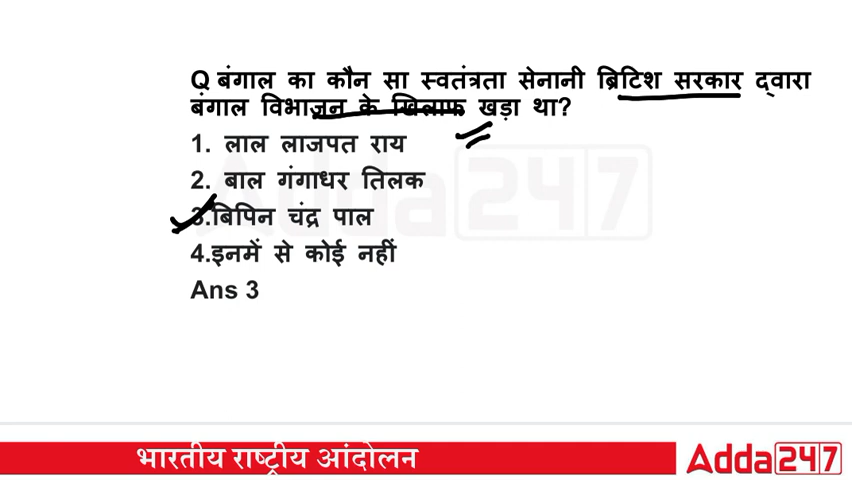 Q बंगाल का कौन सा स्वतंत्रता सेनानी ब्रिटिश सरकार द्वारा
बंगाल विभाजन के खिलाफ खड़ा था?
1. लाल लाजपत राय
2. बाल गंगाधर तिलक
3.बिपिन चंद्र पाल
4.इनमें से कोई नहीं
Ans 3
Adda247
भारतीय राष्ट्रीय आंदोलन
Adda247